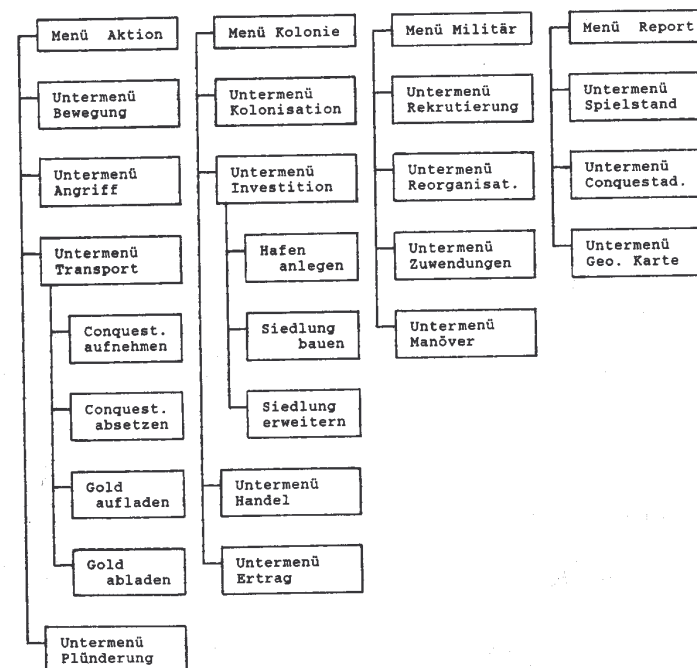 Menü Aktion
Untermenü
Bewegung
Untermenü
Angriff
Untermenü
Transport
Conquest.
aufnehmen
Conquest.
absetzen
Gold
aufladen
Gold
abladen
Untermenü
Plünderung
Menü Kolonie
Untermenü
Kolonisation
Untermenü
Investition
Hafen
anlegen
Siedlung
bauen
Siedlung
erweitern
Untermenü
Handel
Untermenü
Ertrag
Menü Militär
Untermenü
Rekrutierung
Untermenü
Reorganisat.
Untermenü
Zuwendungen
Untermenü
Manöver
Menü Report
Untermenü
Spielstand
Untermenü
Conquestad.
Untermenü
Geo. Karte